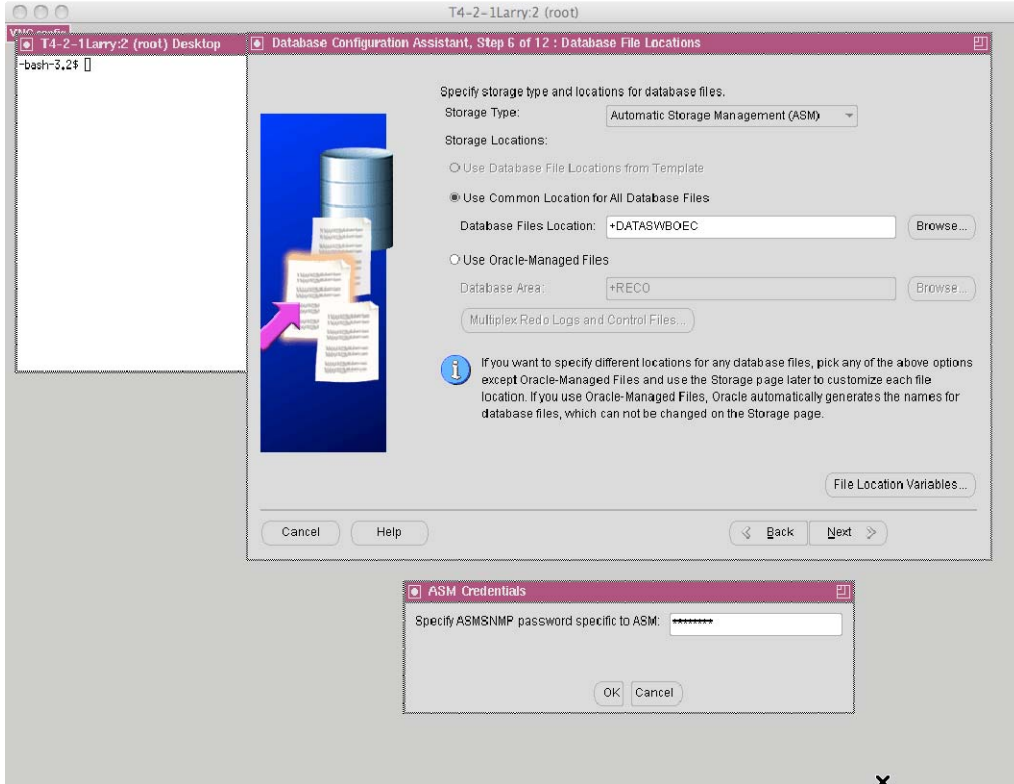 T4-2-1Larry:2 (root)
VNC config
T4-2-1Larry:2 (root) Desktop
-bash-3.2$
Database Configuration Assistant, Step 6 of 12 : Database File Locations
Specify storage type and locations for database files.
Storage Type: Automatic Storage Management (ASM)
Storage Locations:
Use Database File Locations from Template
Use Common Location for All Database Files
Database Files Location: +DATASWBOEC Browse...
Use Oracle-Managed Files
Database Area: +RECO Browse...
Multiplex Redo Logs and Control Files...
If you want to specify different locations for any database files, pick any of the above options
except Oracle-Managed Files and use the Storage page later to customize each file
location. If you use Oracle-Managed Files, Oracle automatically generates the names for
database files, which can not be changed on the Storage page.
File Location Variables...
Cancel Help Back Next
ASM Credentials
Specify ASMSNMP password specific to ASM: ********
OK Cancel